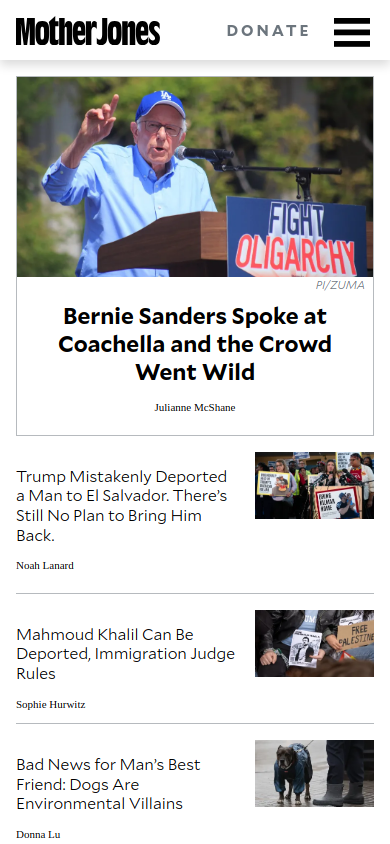 Mother Jones
DONATE
LA
FIGHT
OLIGARCHY
PI/ZUMA
Bernie Sanders Spoke at
Coachella and the Crowd
Went Wild
Julianne McShane
Trump Mistakenly Deported
a Man to El Salvador. There’s
Still No Plan to Bring Him
Back.
Noah Lanard
Mahmoud Khalil Can Be
Deported, Immigration Judge
Rules
FREE
PALESTINE
Sophie Hurwitz
Bad News for Man’s Best
Friend: Dogs Are
Environmental Villains
Donna Lu